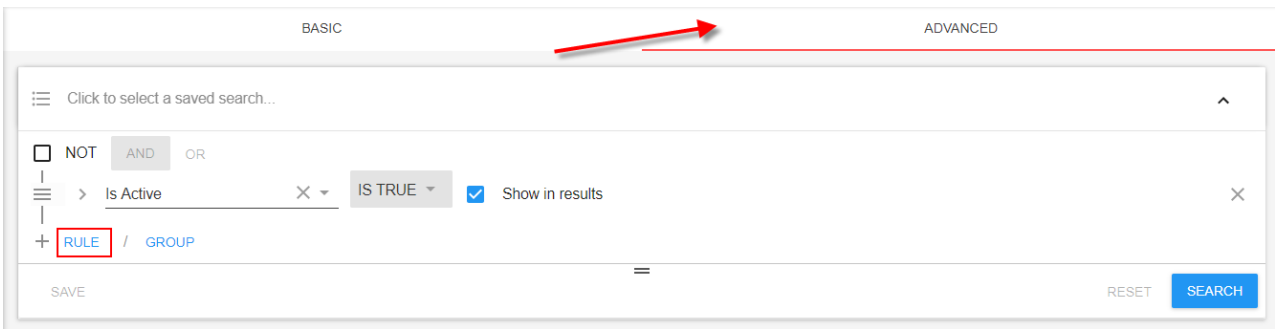 BASIC ADVANCED
Click to select a saved search...
NOT AND OR
Is Active IS TRUE Show in results
+ RULE / GROUP
SAVE RESET SEARCH